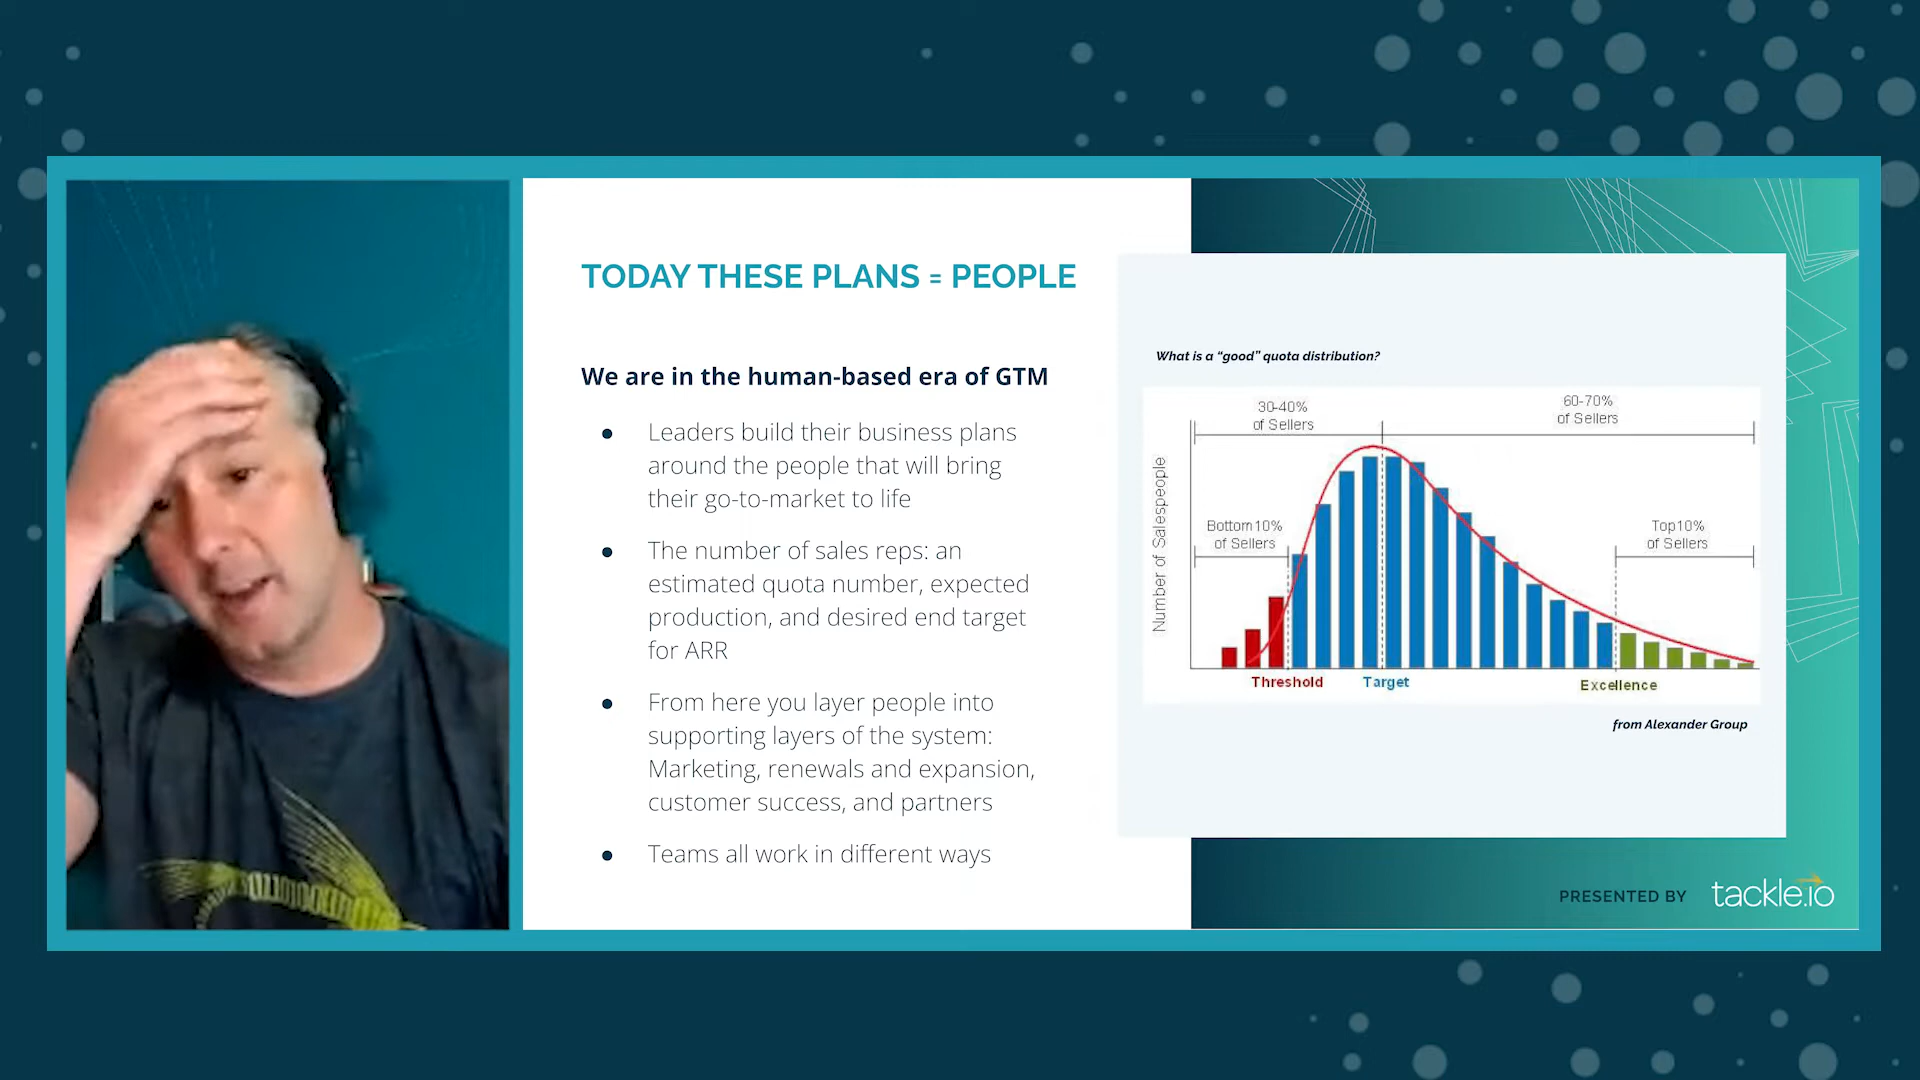 TODAY THESE PLANS = PEOPLE
We are in the human-based era of GTM
● Leaders build their business plans
around the people that will bring
their go-to-market to life
● The number of sales reps: an
estimated quota number, expected
production, and desired end target
for ARR
● From here you layer people into
supporting layers of the system:
Marketing, renewals and expansion,
customer success, and partners
● Teams all work in different ways
What is a “good” quota distribution?
30-40%
of Sellers
60-70%
of Sellers
Bottom 10%
of Sellers
Top 10%
of Sellers
Number of Salespeople
Threshold
Target
Excellence
from Alexander Group
PRESENTED BY tackle.io